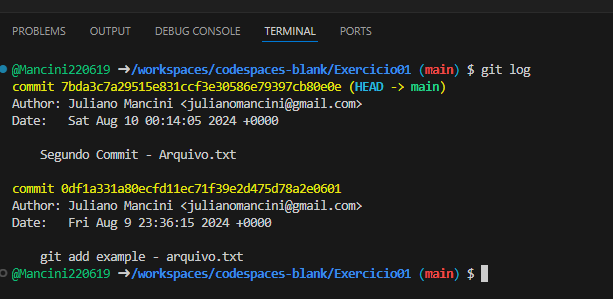 PROBLEMS OUTPUT DEBUG CONSOLE TERMINAL PORTS
@Mancini220619 ➜/workspaces/codespaces-blank/Exercicio01 (main) $ git log
commit 7bda3c7a29515e831ccf3e30586e79397cb80e0e (HEAD -> main)
Author: Juliano Mancini <julianomancini@gmail.com>
Date: Sat Aug 10 00:14:05 2024 +0000
Segundo Commit - Arquivo.txt
commit 0df1a331a80ecfd11ec71f39e2d475d78a2e0601
Author: Juliano Mancini <julianomancini@gmail.com>
Date: Fri Aug 9 23:36:15 2024 +0000
git add example - arquivo.txt
@Mancini220619 ➜/workspaces/codespaces-blank/Exercicio01 (main) $